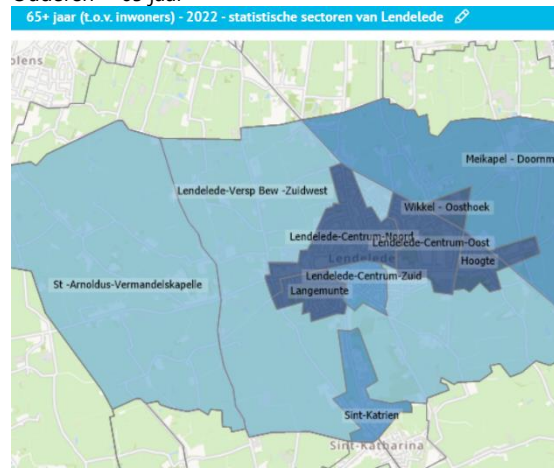 65+ jaar (t.o.v. inwoners) - 2022 - statistische sectoren van Lendelede
olens
Meikapel - Doornm
Lendelede-Versp Bew -Zuidwest
Wikkel - Oosthoek
Lendelede-Centrum-Noord
Lendelede-Centrum-Oost
Lendelede
Hoogte
Lendelede-Centrum-Zuid
St -Arnoldus-Vermandelskapelle
Langemunte
Sint-Katrien
Sint-Katharina